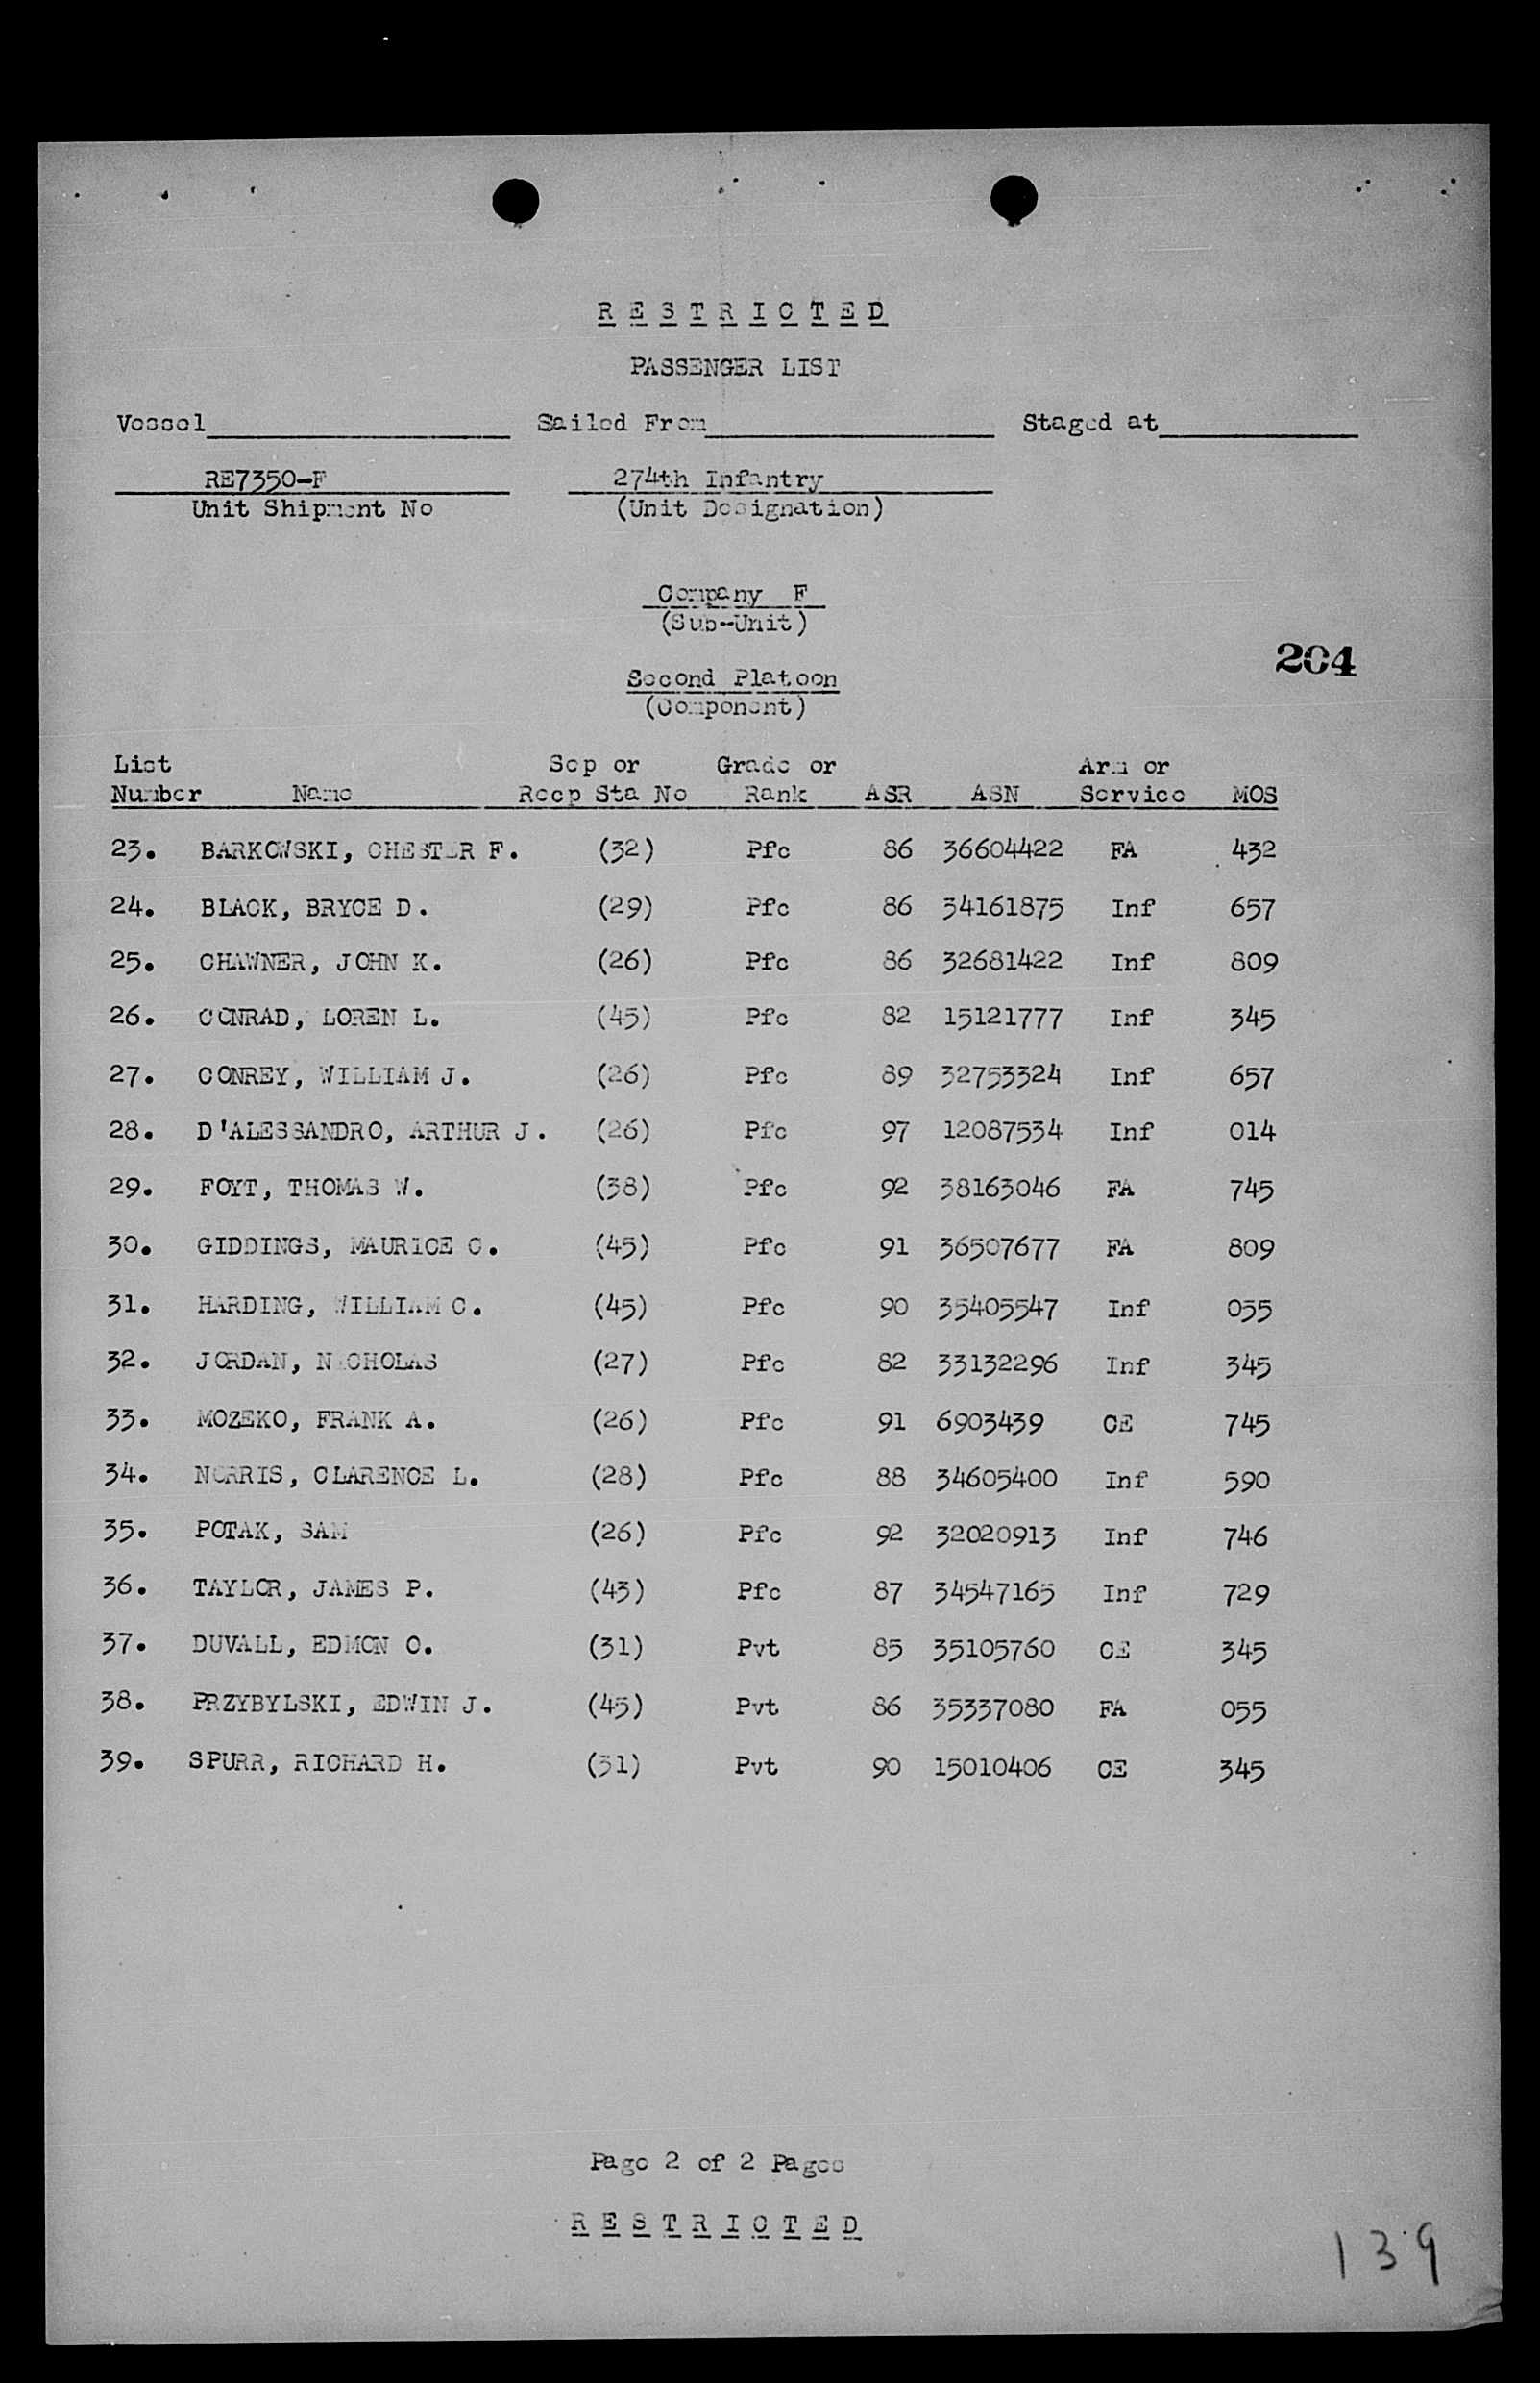 R E S T R I C T E D
PASSENGER LIST
Vessel Sailed From Staged at
RE7350-F 274th Infantry
Unit Shipment No (Unit Designation)
Company F
(Sub-Unit)
204
Second Platoon
(Component)
List Sep or Grade or Arm or
Number Name Recp Sta No Rank ASR ASN Service MOS
23. BARKOWSKI, CHESTER F. (32) Pfc 86 36604422 FA 432
24. BLACK, BRYCE D. (29) Pfc 86 34161875 Inf 657
25. CHAWNER, JOHN K. (26) Pfc 86 32681422 Inf 809
26. CONRAD, LOREN L. (45) Pfc 82 15121777 Inf 345
27. CONREY, WILLIAM J. (26) Pfc 89 32753324 Inf 657
28. D'ALESSANDRO, ARTHUR J. (26) Pfc 97 12087534 Inf 014
29. FOYT, THOMAS W. (38) Pfc 92 38163046 FA 745
30. GIDDINGS, MAURICE C. (45) Pfc 91 36507677 FA 809
31. HARDING, WILLIAM C. (45) Pfc 90 35405547 Inf 055
32. JORDAN, NICHOLAS (27) Pfc 82 33132296 Inf 345
33. MOZEKO, FRANK A. (26) Pfc 91 6903439 CE 745
34. NORRIS, CLARENCE L. (28) Pfc 88 34605400 Inf 590
35. POTAK, SAM (26) Pfc 92 32020913 Inf 746
36. TAYLOR, JAMES P. (43) Pfc 87 34547165 Inf 729
37. DUVALL, EDMON C. (31) Pvt 85 35105760 CE 345
38. PRZYBYLSKI, EDWIN J. (45) Pvt 86 35337080 FA 055
39. SPURR, RICHARD H. (31) Pvt 90 15010406 CE 345
Page 2 of 2 Pages
R E S T R I C T E D
139